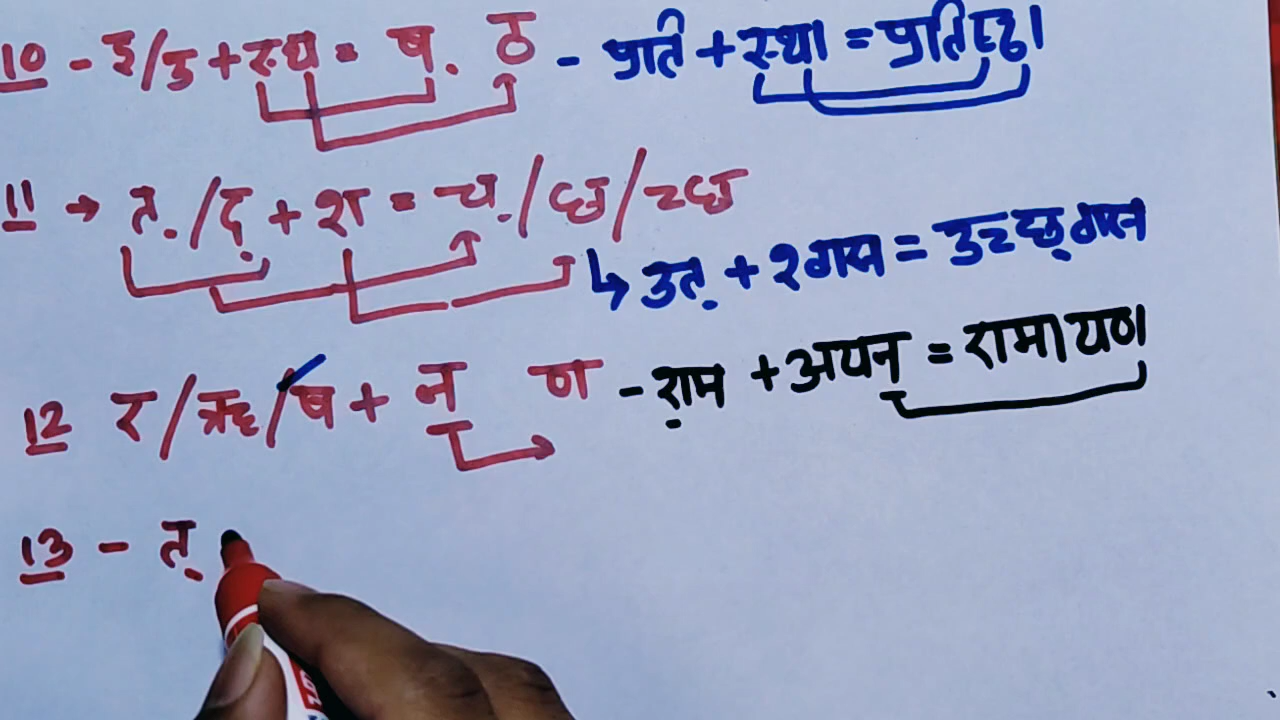 10 - इ/उ + स्थ = ष्. ठ - प्रति + स्था = प्रतिष्ठा
11 → त्./द् + श = च्./छ/च्छ
↳ उत् + श्वास = उच्छ्वास
12 र/ऋ/ष + न ण - राम + अयन = रामायण
13 - त्